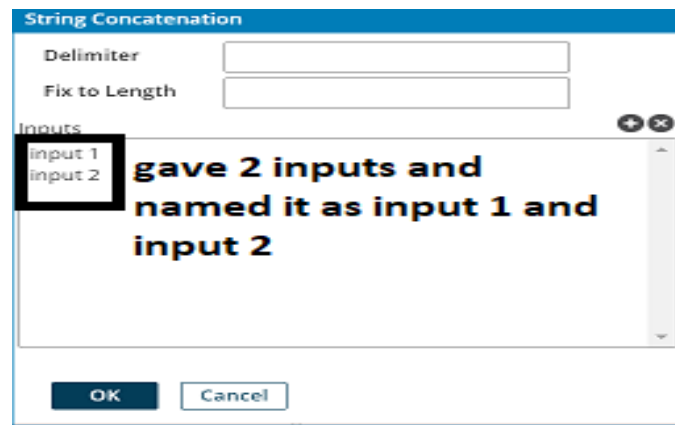 String Concatenation
Delimiter
Fix to Length
Inputs
input 1
input 2
gave 2 inputs and
named it as input 1 and
input 2
OK
Cancel